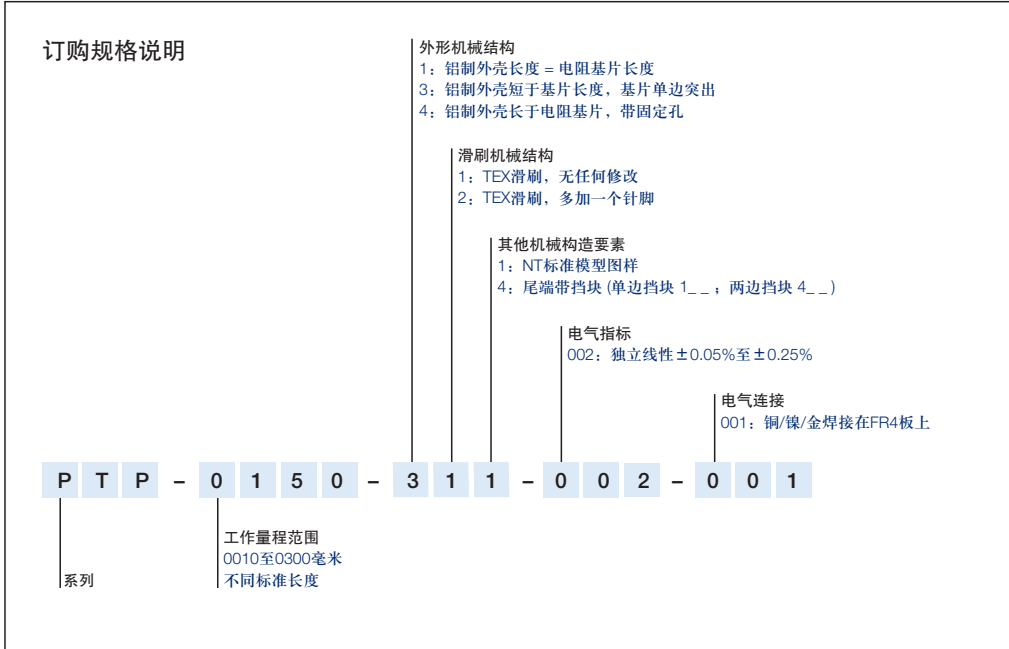 订购规格说明
外形机械结构
1：铝制外壳长度 = 电阻基片长度
3：铝制外壳短于基片长度，基片单边突出
4：铝制外壳长于电阻基片，带固定孔
滑刷机械结构
1：TEX滑刷，无任何修改
2：TEX滑刷，多加一个针脚
其他机械构造要素
1：NT标准模型图样
4：尾端带挡块 (单边挡块 1_ _ ；两边挡块 4_ _ )
电气指标
002：独立线性±0.05%至±0.25%
电气连接
001：铜/镍/金焊接在FR4板上
P T P – 0 1 5 0 – 3 1 1 – 0 0 2 – 0 0 1
工作量程范围
0010至0300毫米
不同标准长度
系列